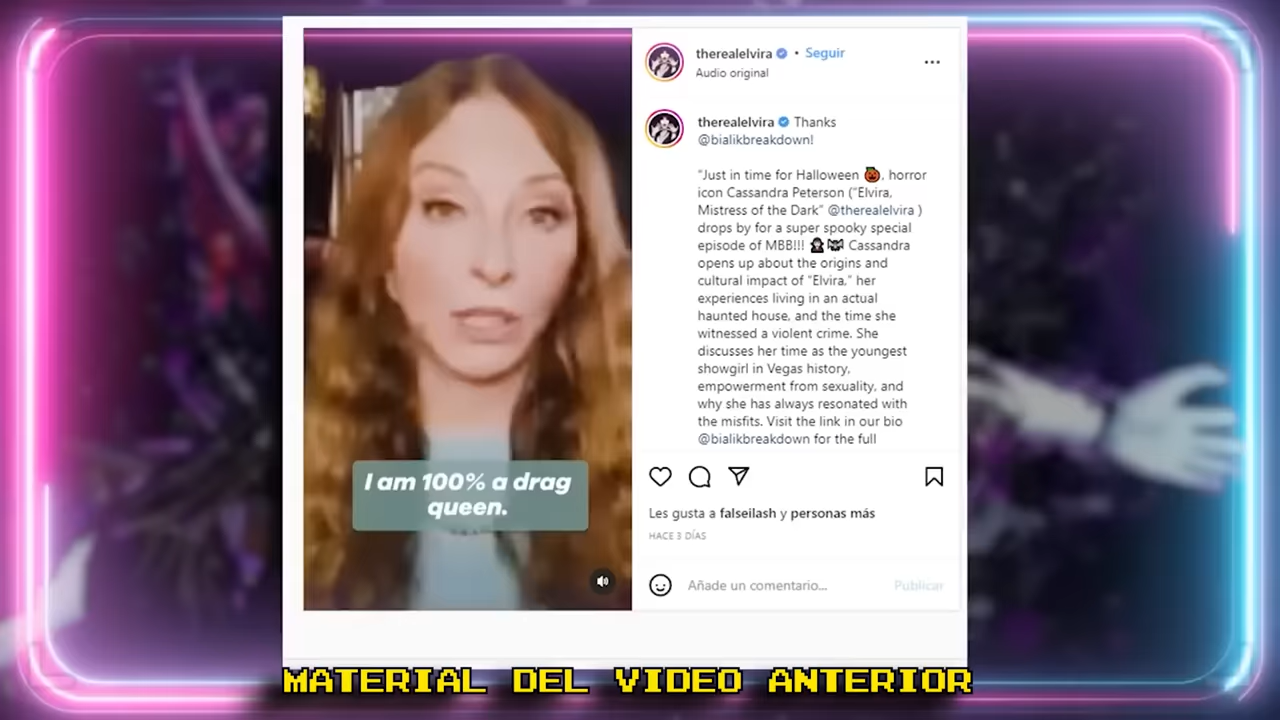 therealelvira • Seguir
Audio original
therealelvira Thanks
@bialikbreakdown!
"Just in time for Halloween 🎃, horror
icon Cassandra Peterson ("Elvira,
Mistress of the Dark" @therealelvira )
drops by for a super spooky special
episode of MBB!!! 🧛🏻‍♀️🦇 Cassandra
opens up about the origins and
cultural impact of "Elvira," her
experiences living in an actual
haunted house, and the time she
witnessed a violent crime. She
discusses her time as the youngest
showgirl in Vegas history,
empowerment from sexuality, and
why she has always resonated with
the misfits. Visit the link in our bio
@bialikbreakdown for the full
I am 100% a drag
queen.
Les gusta a falseilash y personas más
HACE 3 DÍAS
Añade un comentario...
Publicar
MATERIAL DEL VIDEO ANTERIOR